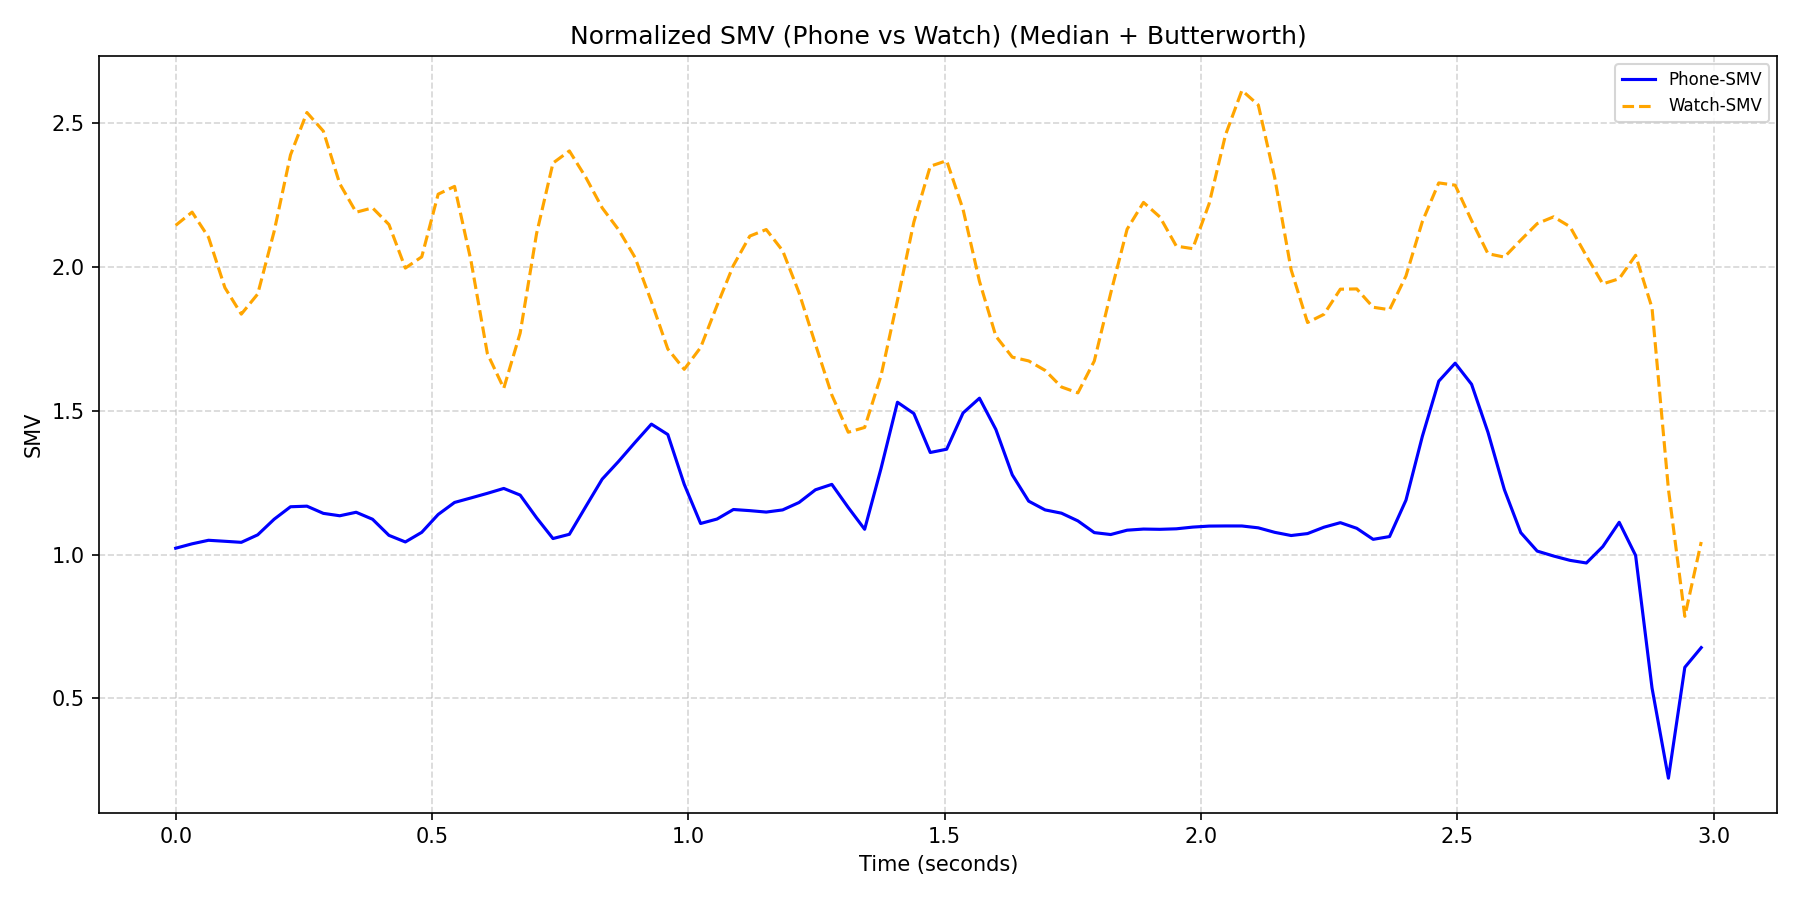 Normalized SMV (Phone vs Watch) (Median + Butterworth)
Phone-SMV
Watch-SMV
SMV
2.5
2.0
1.5
1.0
0.5
0.0 0.5 1.0 1.5 2.0 2.5 3.0
Time (seconds)